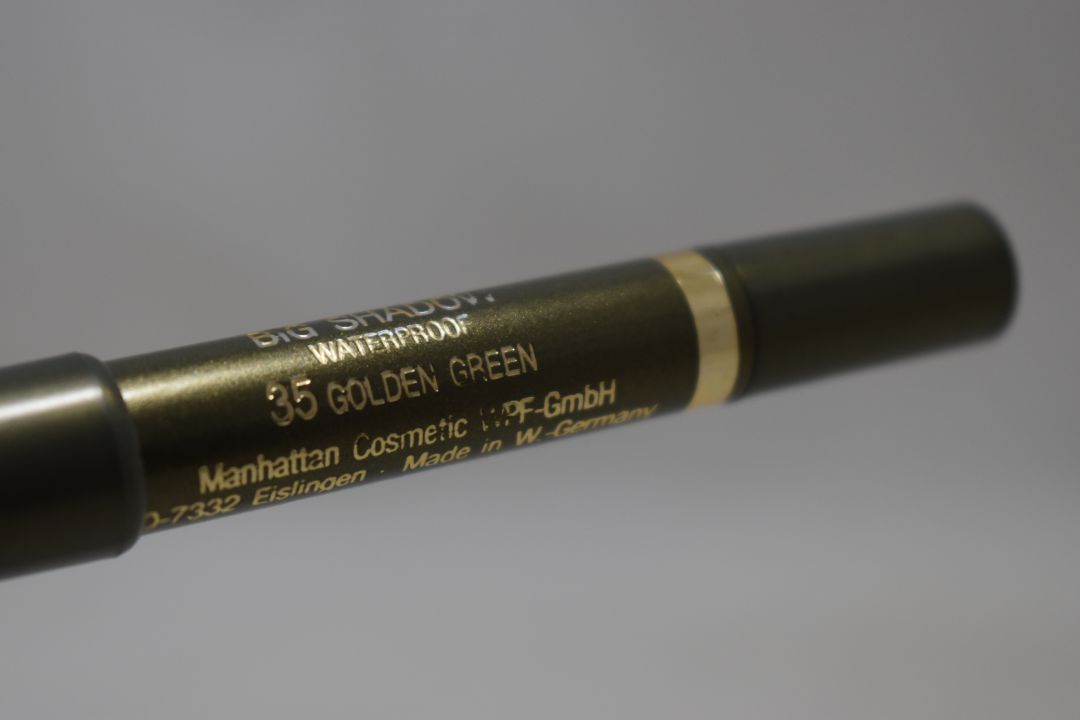 BIG SHADOW
WATERPROOF
35 GOLDEN GREEN
Manhattan Cosmetic WPF-GmbH
D-7332 Eislingen · Made in W.-Germany